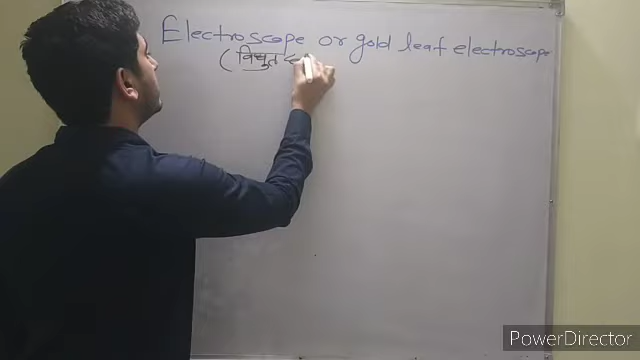 Electroscope or gold leaf electroscope
( विद्युत
PowerDirector